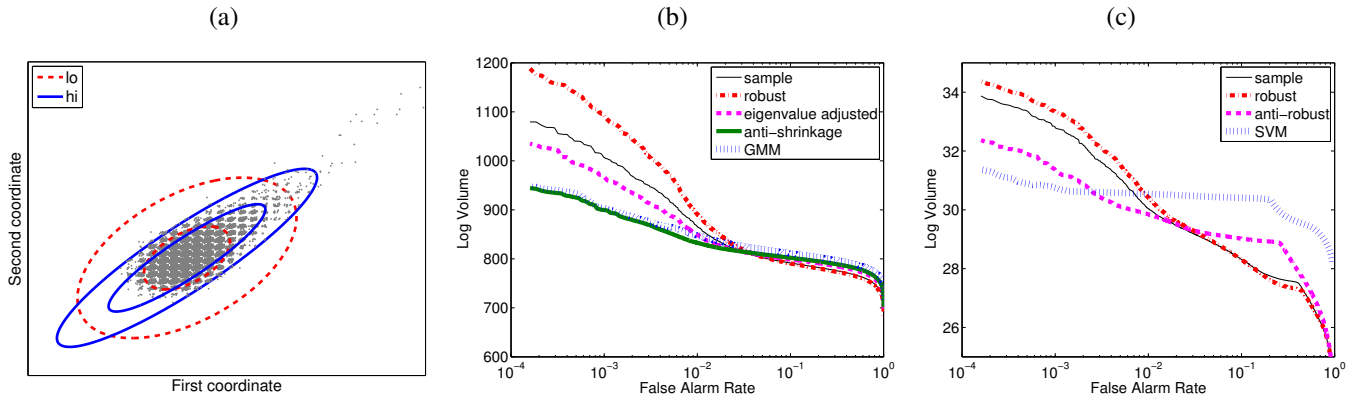 (a)
lo
hi
Second coordinate
First coordinate
(b)
1200
1100
1000
900
800
700
600
Log Volume
sample
robust
eigenvalue adjusted
anti-shrinkage
GMM
10^-4
10^-3
10^-2
10^-1
10^0
False Alarm Rate
(c)
34
32
30
28
26
Log Volume
sample
robust
anti-robust
SVM
10^-4
10^-3
10^-2
10^-1
10^0
False Alarm Rate